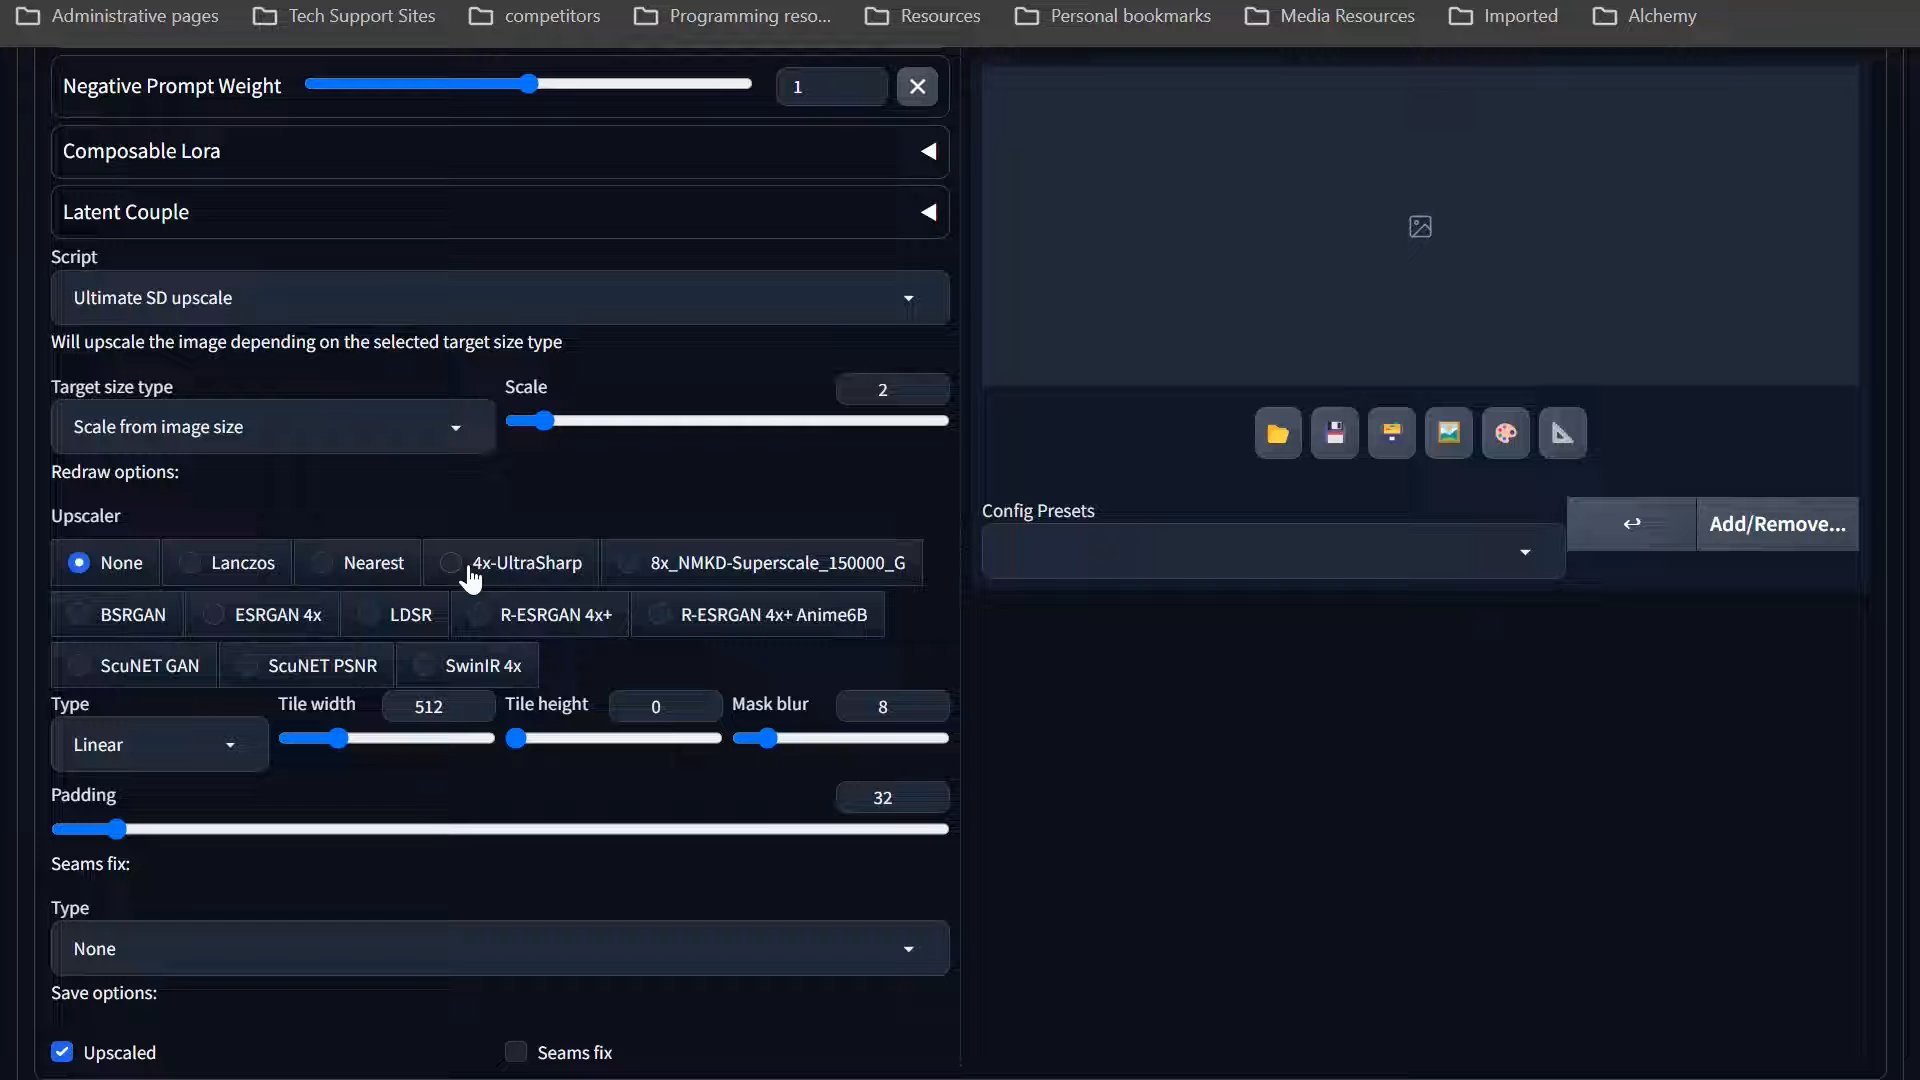 Administrative pages Tech Support Sites competitors Programming reso... Resources Personal bookmarks Media Resources Imported Alchemy
Negative Prompt Weight 1
Composable Lora
Latent Couple
Script
Ultimate SD upscale
Will upscale the image depending on the selected target size type
Target size type Scale 2
Scale from image size
Redraw options:
Upscaler
None Lanczos Nearest 4x-UltraSharp 8x_NMKD-Superscale_150000_G
BSRGAN ESRGAN 4x LDSR R-ESRGAN 4x+ R-ESRGAN 4x+ Anime6B
ScuNET GAN ScuNET PSNR SwinIR 4x
Type Tile width 512 Tile height 0 Mask blur 8
Linear
Padding 32
Seams fix:
Type
None
Save options:
Upscaled Seams fix
Config Presets
Add/Remove...